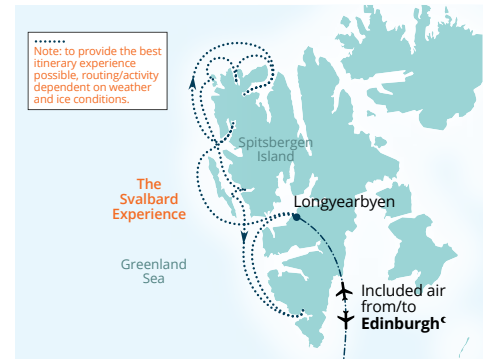 Note: to provide the best
itinerary experience
possible, routing/activity
dependent on weather
and ice conditions.
Spitsbergen
Island
The
Svalbard
Experience
Longyearbyen
Greenland
Sea
Included air
from/to
Edinburghᶜ